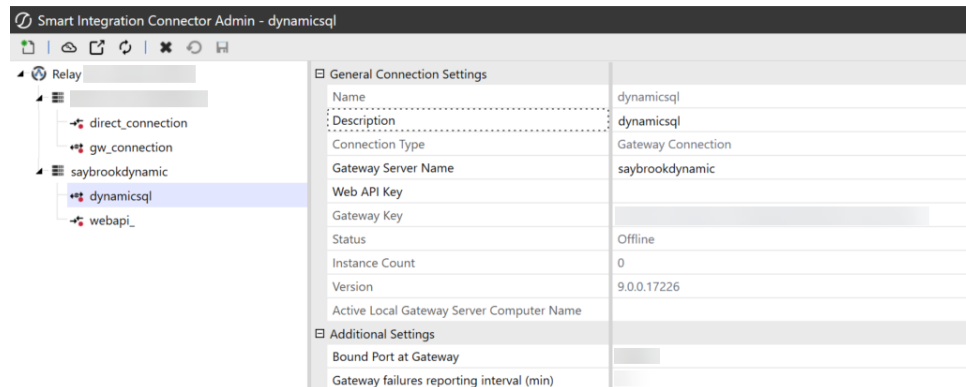 Smart Integration Connector Admin - dynamicsql
Relay
direct_connection
gw_connection
saybrookdynamic
dynamicsql
webapi_
General Connection Settings
Name dynamicsql
Description dynamicsql
Connection Type Gateway Connection
Gateway Server Name saybrookdynamic
Web API Key
Gateway Key
Status Offline
Instance Count 0
Version 9.0.0.17226
Active Local Gateway Server Computer Name
Additional Settings
Bound Port at Gateway
Gateway failures reporting interval (min)